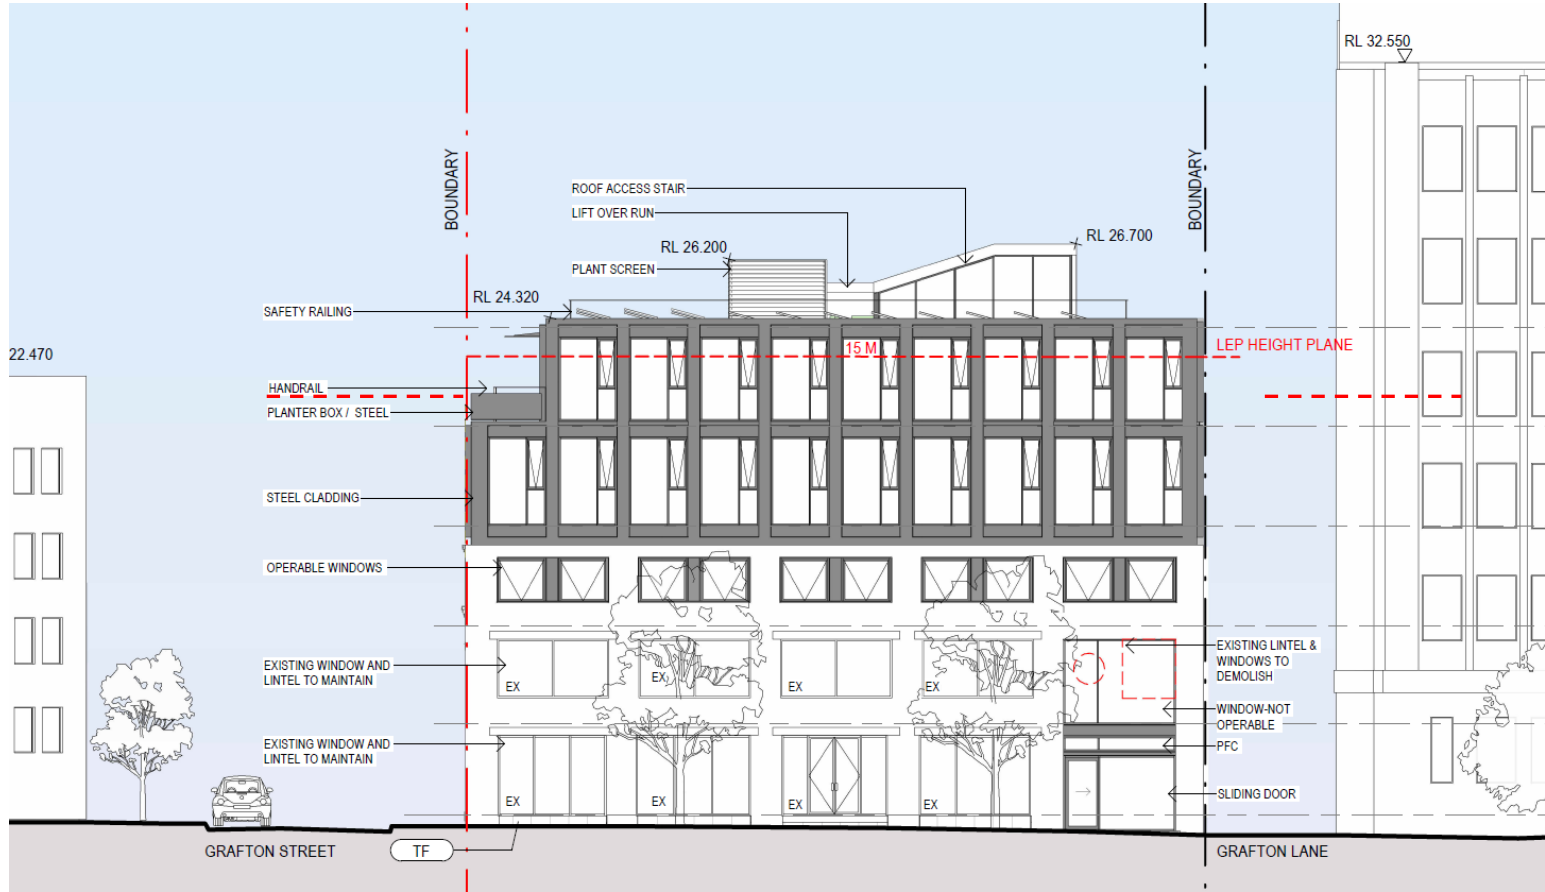 RL 32.550
BOUNDARY
BOUNDARY
ROOF ACCESS STAIR
LIFT OVER RUN
RL 26.700
RL 26.200
PLANT SCREEN
RL 24.320
SAFETY RAILING
15 M
LEP HEIGHT PLANE
22.470
HANDRAIL
PLANTER BOX / STEEL
STEEL CLADDING
OPERABLE WINDOWS
EXISTING WINDOW AND
LINTEL TO MAINTAIN
EX
EX
EX
EX
EXISTING LINTEL &
WINDOWS TO
DEMOLISH
WINDOW-NOT
OPERABLE
PFC
EXISTING WINDOW AND
LINTEL TO MAINTAIN
EX
EX
EX
EX
SLIDING DOOR
GRAFTON STREET
TF
GRAFTON LANE